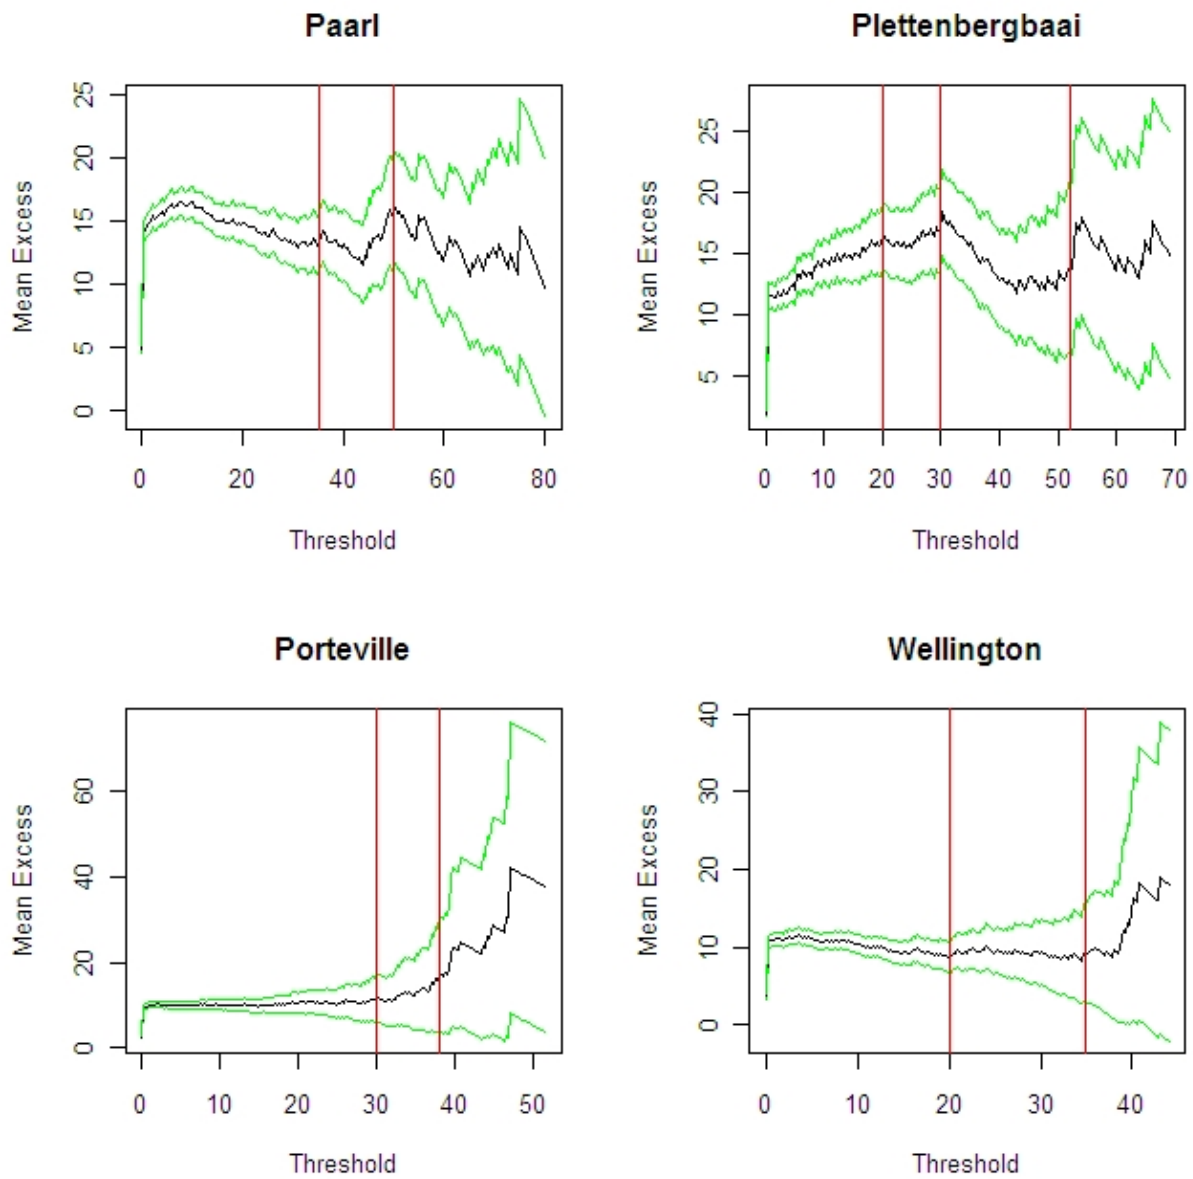 Paarl
Mean Excess
25
20
15
10
5
0
0 20 40 60 80
Threshold
Plettenbergbaai
Mean Excess
25
20
15
10
5
0 10 20 30 40 50 60 70
Threshold
Porteville
Mean Excess
60
40
20
0
0 10 20 30 40 50
Threshold
Wellington
Mean Excess
40
30
20
10
0
0 10 20 30 40
Threshold